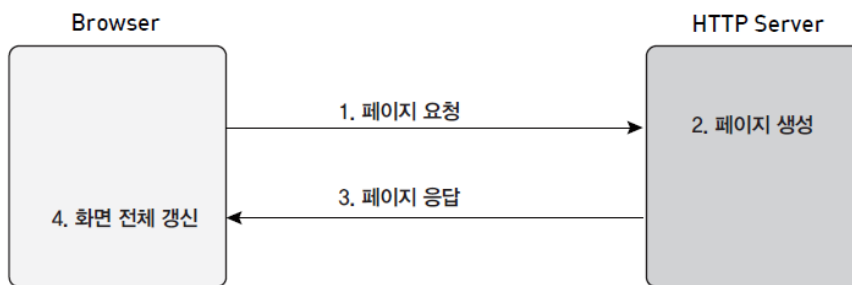 Browser
HTTP Server
1. 페이지 요청
2. 페이지 생성
3. 페이지 응답
4. 화면 전체 갱신